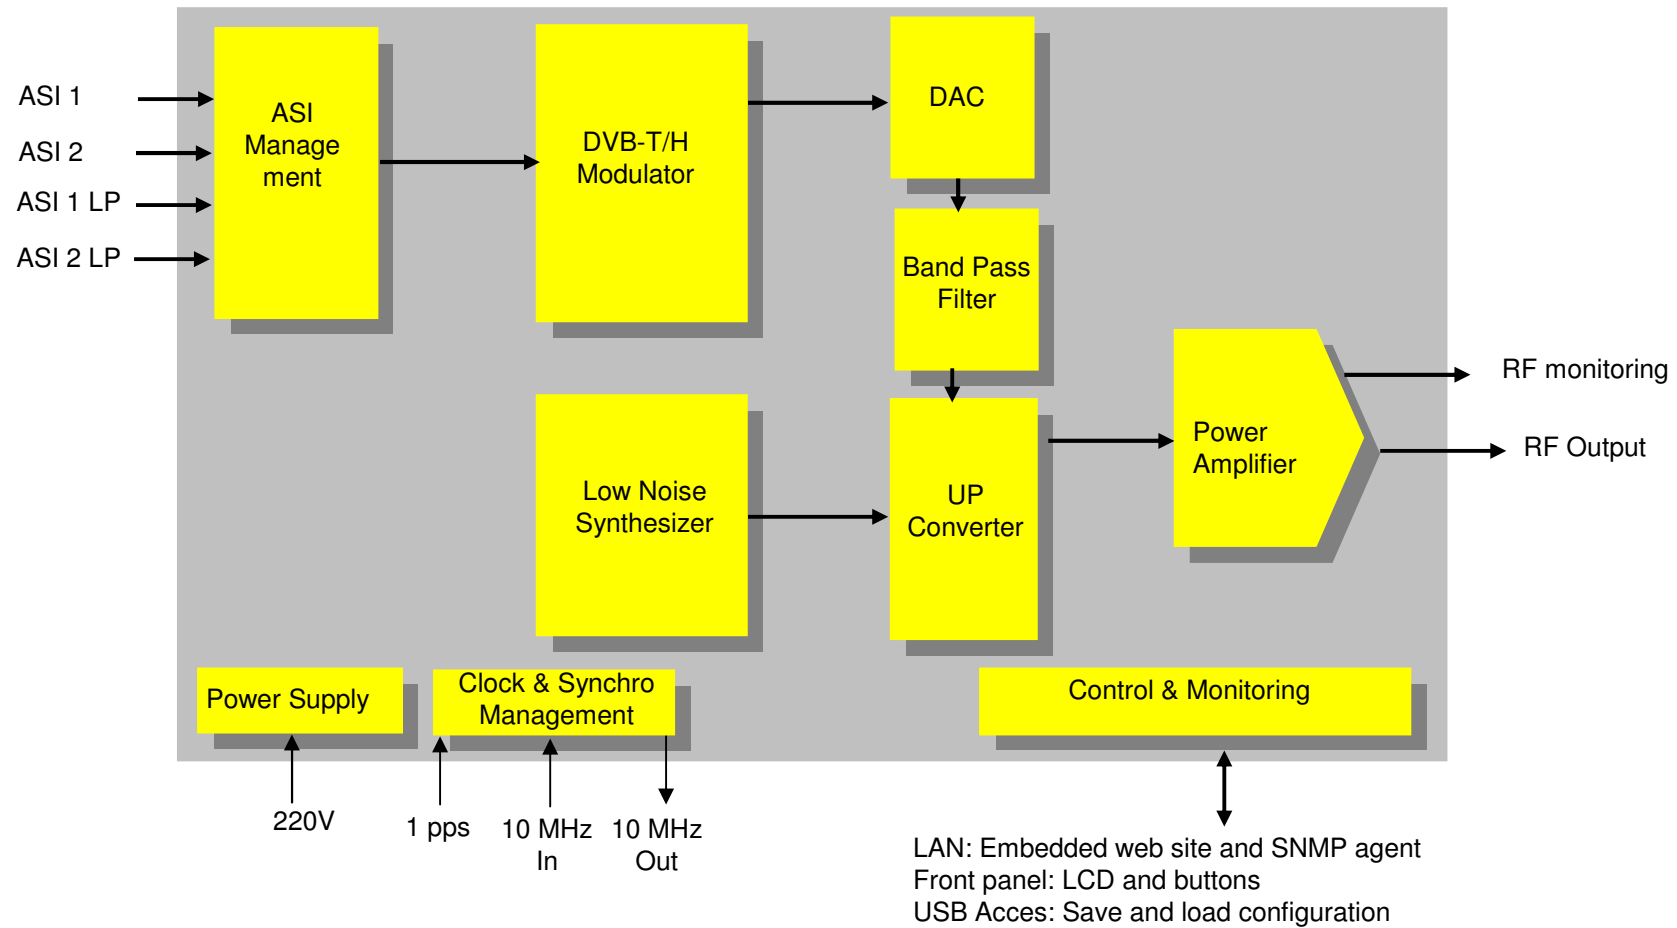 ASI 1
ASI 2
ASI 1 LP
ASI 2 LP
ASI
Manage
ment
DVB-T/H
Modulator
DAC
Band Pass
Filter
Low Noise
Synthesizer
UP
Converter
Power
Amplifier
RF monitoring
RF Output
Power Supply
Clock & Synchro
Management
Control & Monitoring
220V
1 pps
10 MHz
In
10 MHz
Out
LAN: Embedded web site and SNMP agent
Front panel: LCD and buttons
USB Acces: Save and load configuration